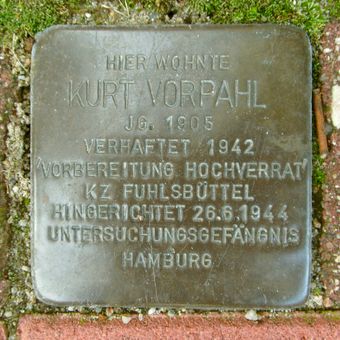 HIER WOHNTE
KURT VORPAHL
JG. 1905
VERHAFTET 1942
'VORBEREITUNG HOCHVERRAT'
KZ FUHLSBÜTTEL
HINGERICHTET 26.6.1944
UNTERSUCHUNGSGEFÄNGNIS
HAMBURG